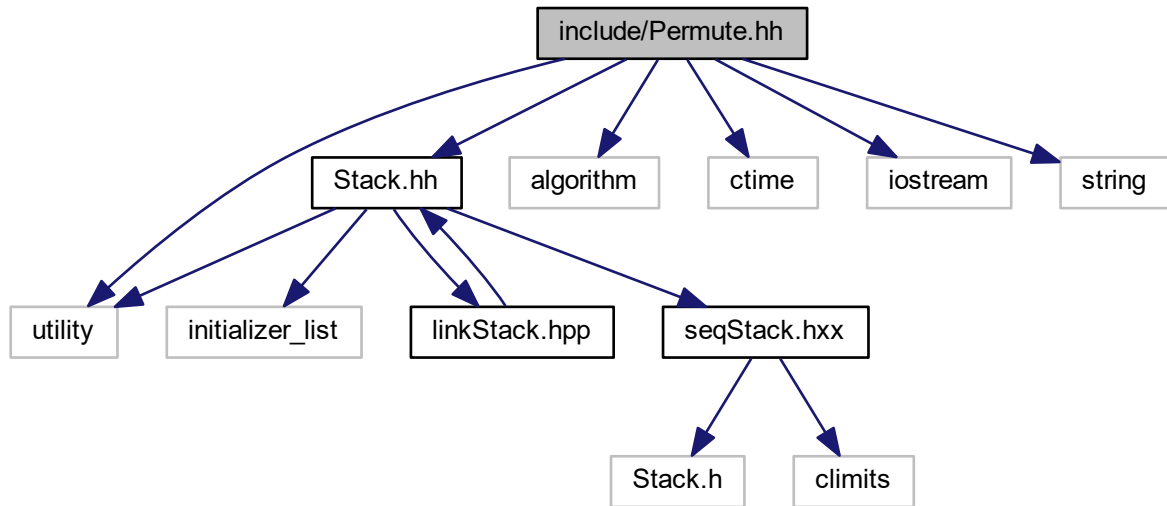 include/Permute.hh
Stack.hh
algorithm
ctime
iostream
string
utility
initializer_list
linkStack.hpp
seqStack.hxx
Stack.h
climits